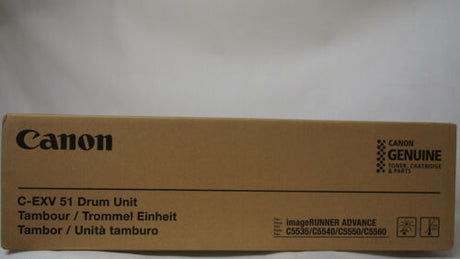 Canon
CANON
GENUINE
TONER, CARTRIDGE
& PARTS
C-EXV 51 Drum Unit
Tambour / Trommel Einheit
Tambor / Unità tamburo
imageRUNNER ADVANCE
C5535/C5540/C5550/C5560